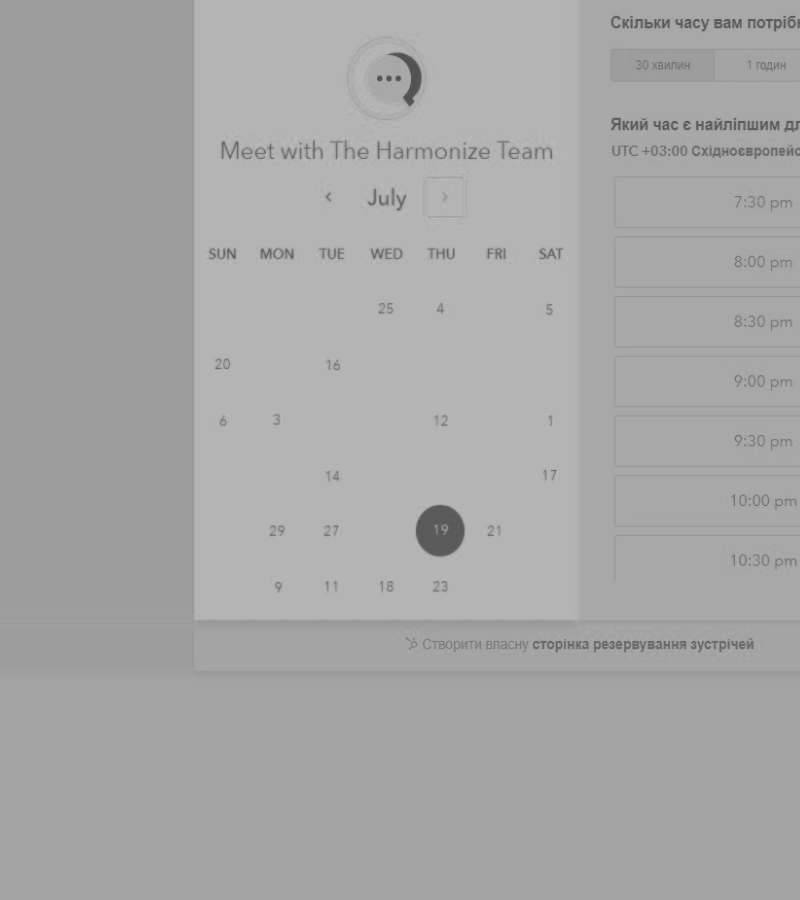 Meet with The Harmonize Team
July
SUN MON TUE WED THU FRI SAT
25 4 5
20 16
6 3 12 1
14 17
29 27 19 21
9 11 18 23
Скільки часу вам
30 хвилин 1 годин
Який час є найліпшим
UTC +03:00
7:30 pm
8:00 pm
8:30 pm
9:00 pm
9:30 pm
10:00 pm
10:30 pm
Створити власну сторінка резервування зустрічей